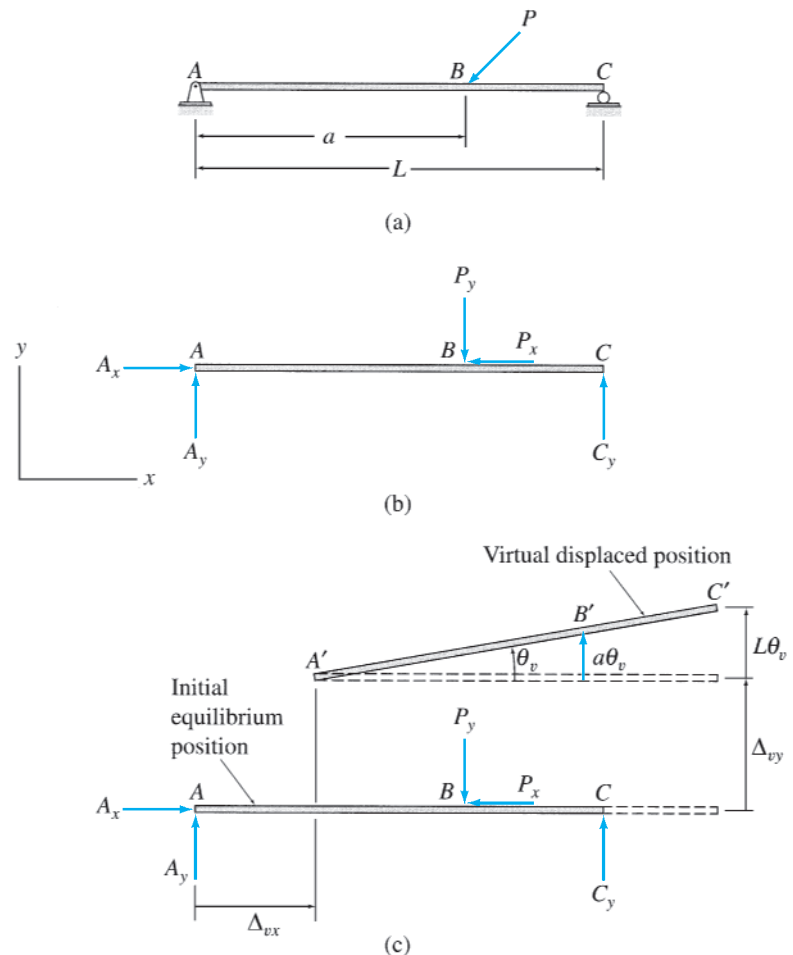 P
A
B
C
a
L
(a)
P_y
y
A_x
A
B
P_x
C
A_y
C_y
x
(b)
Virtual displaced position
C′
B′
A′
θ_v
aθ_v
Lθ_v
Initial
equilibrium
position
P_y
Δ_vy
A_x
A
B
P_x
C
A_y
C_y
Δ_vx
(c)